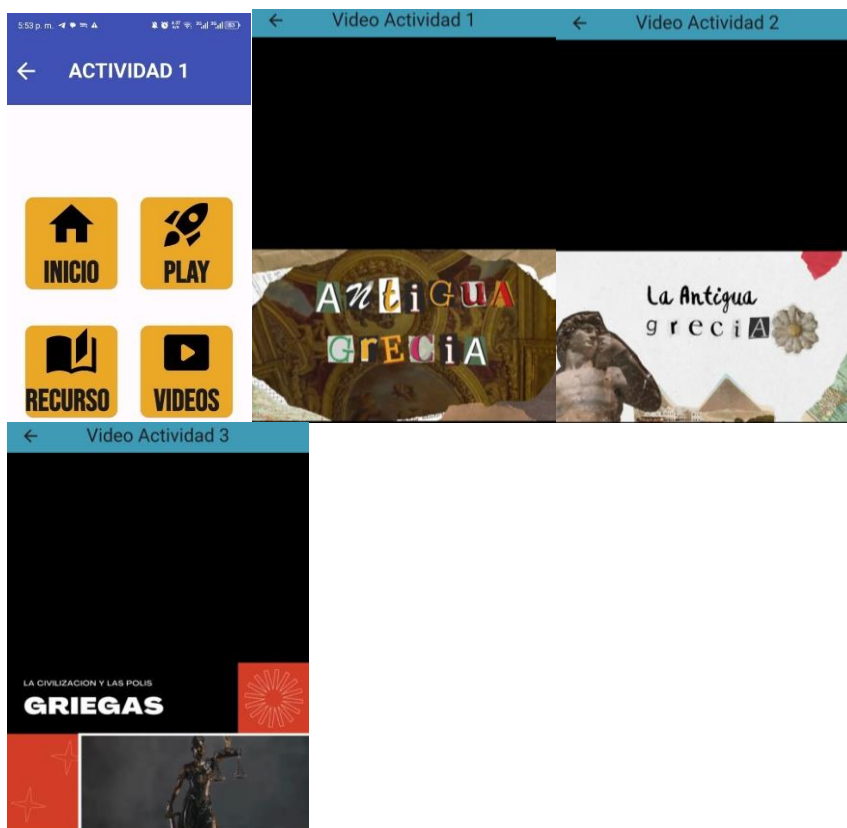 5:53 p. m.
ACTIVIDAD 1
INICIO
PLAY
RECURSO
VIDEOS
Video Actividad 1
ANtiGUA
GrECiA
Video Actividad 2
La Antigua
greciA
Video Actividad 3
LA CIVILIZACION Y LAS POLIS
GRIEGAS